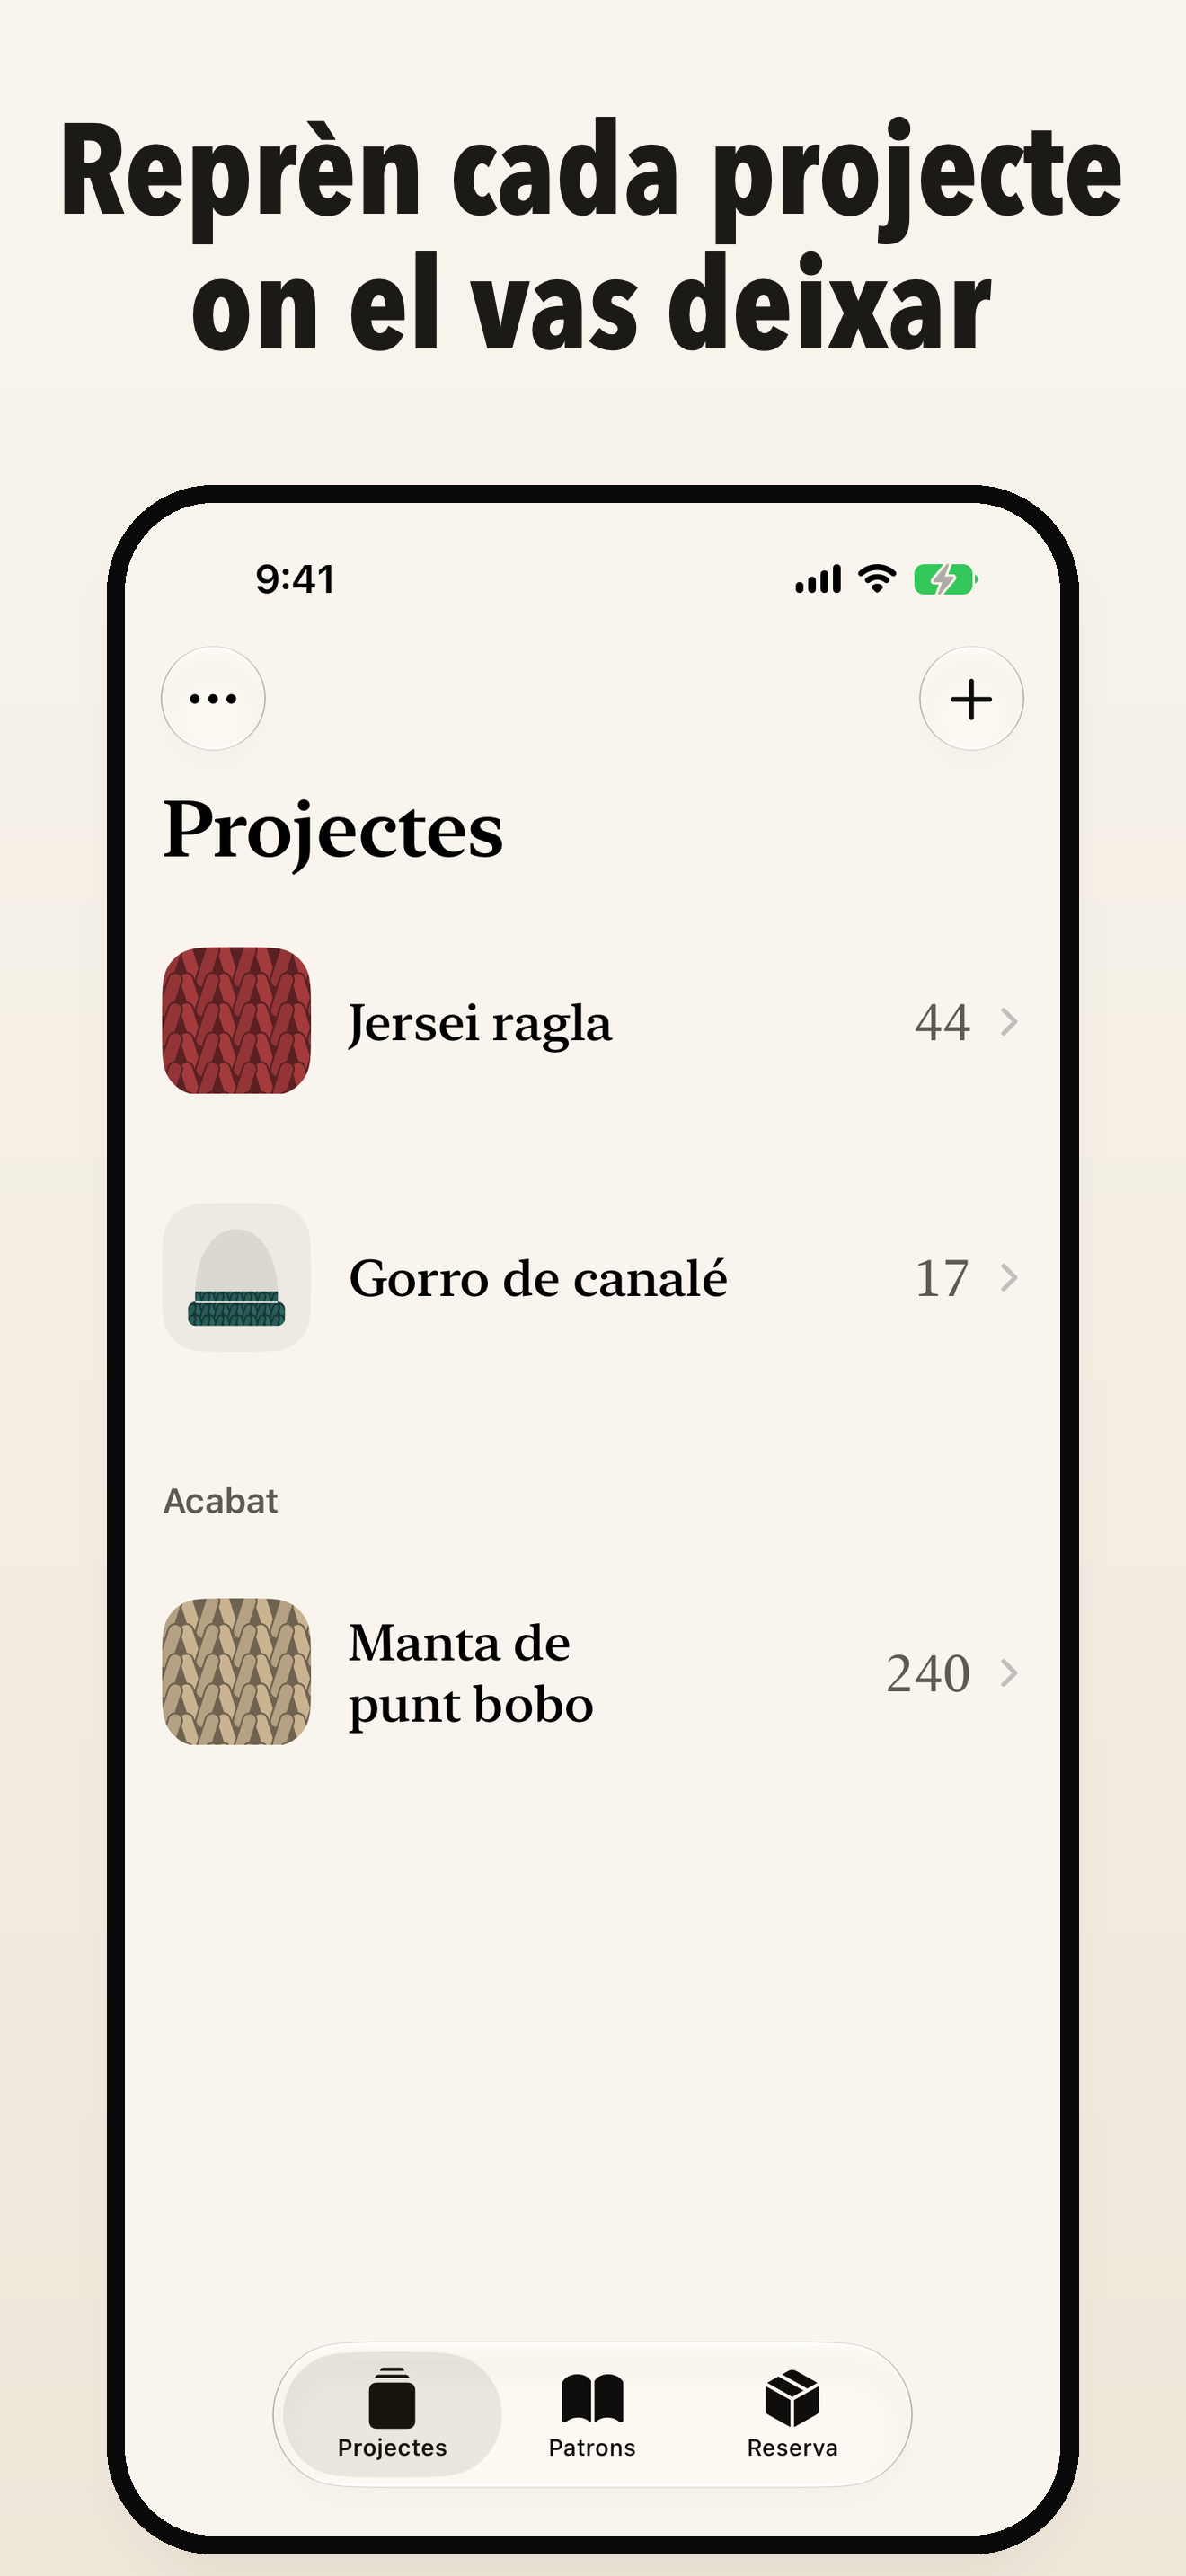 Reprèn cada projecte
on el vas deixar
9:41
Projectes
Jersei ragla
44
Gorro de canalé
17
Acabat
Manta de
punt bobo
240
Projectes
Patrons
Reserva